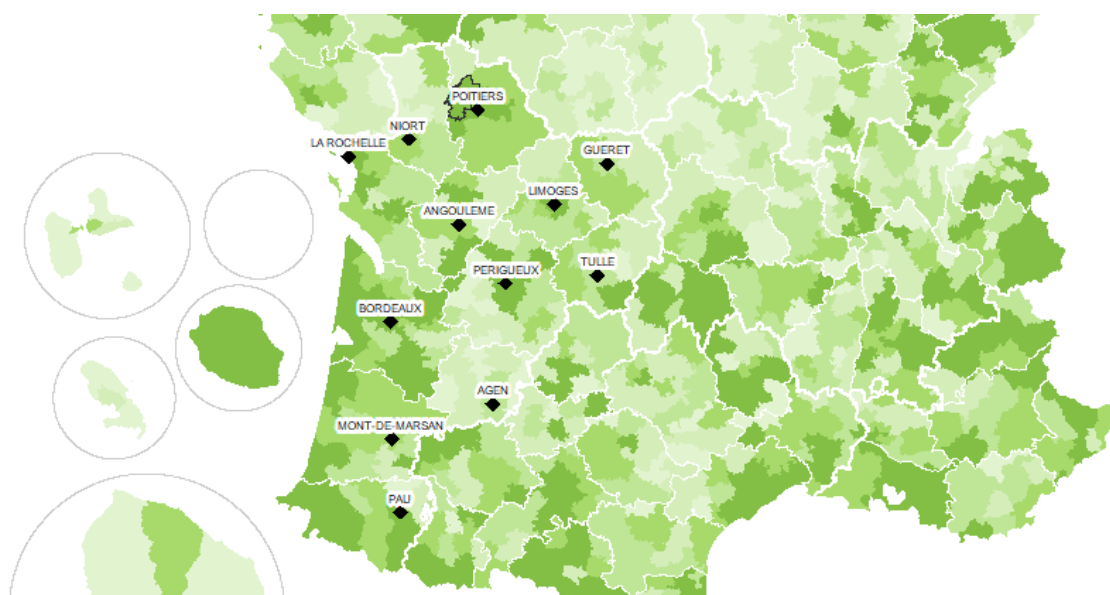 POITIERS
NIORT
LA ROCHELLE
GUERET
LIMOGES
ANGOULEME
TULLE
PERIGUEUX
BORDEAUX
AGEN
MONT-DE-MARSAN
PAU